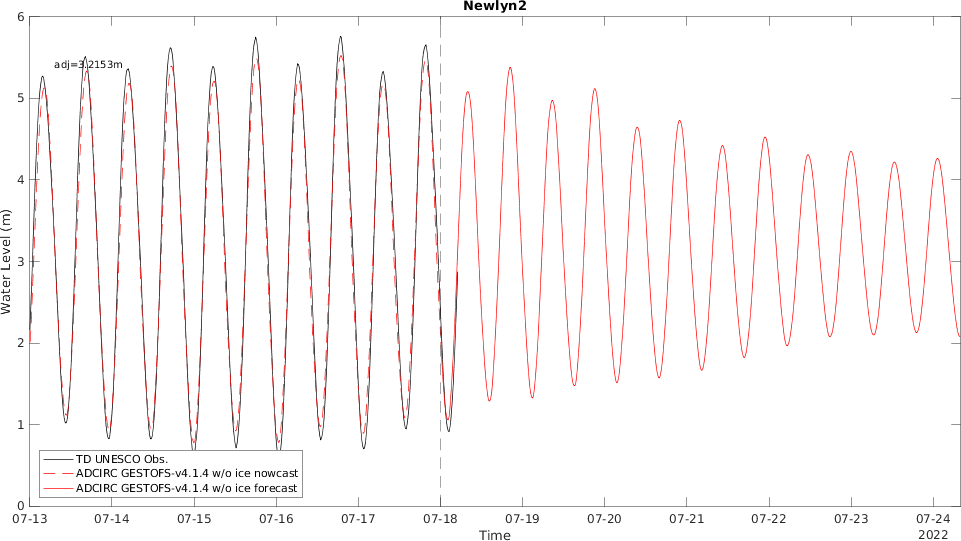 Newlyn2
6
5
4
3
2
1
0
Water Level (m)
adj=3.2153m
TD UNESCO Obs.
ADCIRC GESTOFS-v4.1.4 w/o ice nowcast
ADCIRC GESTOFS-v4.1.4 w/o ice forecast
07-13 07-14 07-15 07-16 07-17 07-18 07-19 07-20 07-21 07-22 07-23 07-24
2022
Time